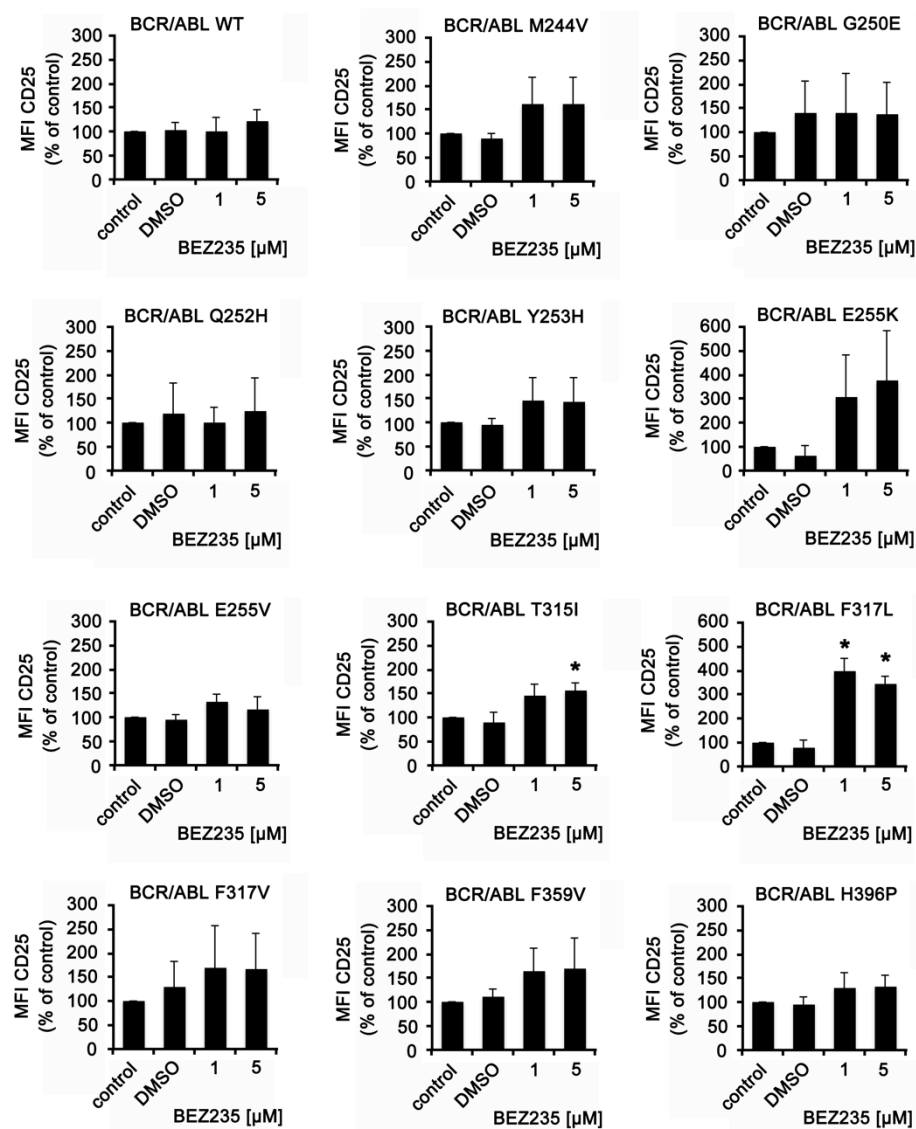 BCR/ABL WT
MFI CD25
(% of control)
300
250
200
150
100
50
0
control
DMSO
1
5
BEZ235 [µM]
BCR/ABL M244V
MFI CD25
(% of control)
300
250
200
150
100
50
0
control
DMSO
1
5
BEZ235 [µM]
BCR/ABL G250E
MFI CD25
(% of control)
300
250
200
150
100
50
0
control
DMSO
1
5
BEZ235 [µM]
BCR/ABL Q252H
MFI CD25
(% of control)
300
250
200
150
100
50
0
control
DMSO
1
5
BEZ235 [µM]
BCR/ABL Y253H
MFI CD25
(% of control)
300
250
200
150
100
50
0
control
DMSO
1
5
BEZ235 [µM]
BCR/ABL E255K
MFI CD25
(% of control)
600
500
400
300
200
100
0
control
DMSO
1
5
BEZ235 [µM]
BCR/ABL E255V
MFI CD25
(% of control)
300
250
200
150
100
50
0
control
DMSO
1
5
BEZ235 [µM]
BCR/ABL T315I
MFI CD25
(% of control)
300
250
200
150
100
50
0
*
control
DMSO
1
5
BEZ235 [µM]
BCR/ABL F317L
MFI CD25
(% of control)
600
500
400
300
200
100
0
*
*
control
DMSO
1
5
BEZ235 [µM]
BCR/ABL F317V
MFI CD25
(% of control)
300
250
200
150
100
50
0
control
DMSO
1
5
BEZ235 [µM]
BCR/ABL F359V
MFI CD25
(% of control)
300
250
200
150
100
50
0
control
DMSO
1
5
BEZ235 [µM]
BCR/ABL H396P
MFI CD25
(% of control)
300
250
200
150
100
50
0
control
DMSO
1
5
BEZ235 [µM]